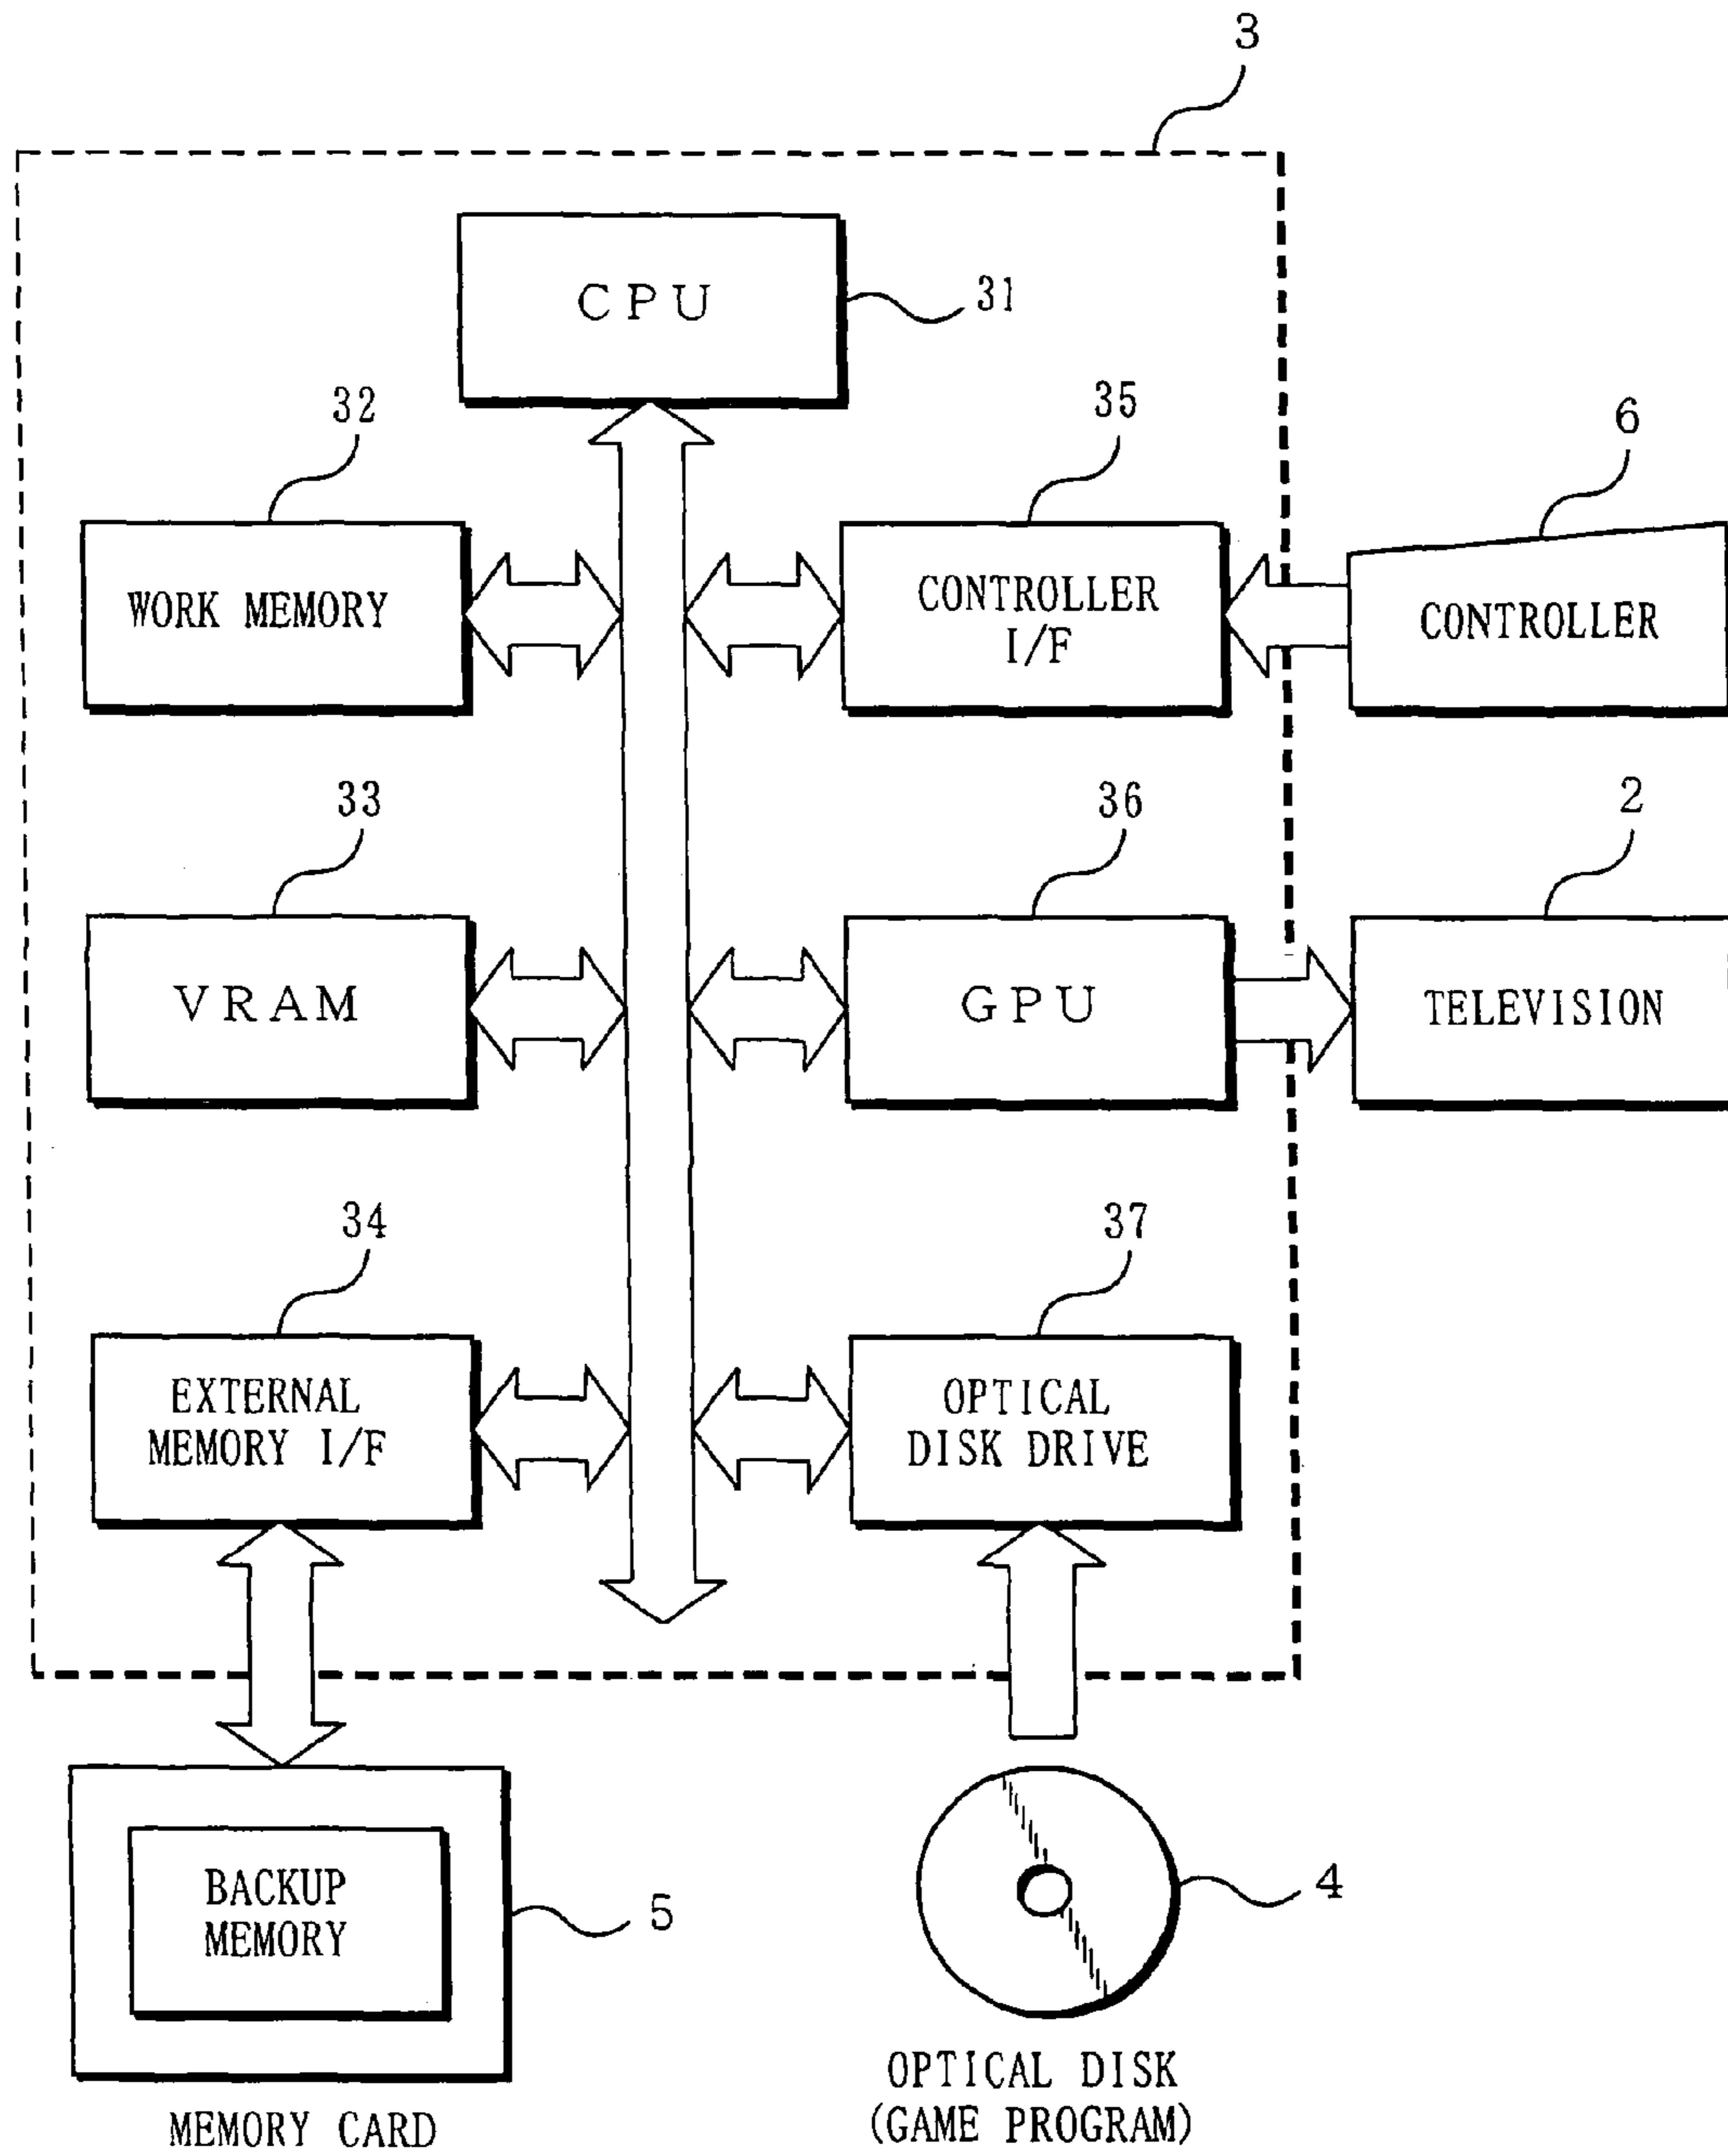 3
CPU
31
32
35
6
WORK MEMORY
CONTROLLER
I/F
CONTROLLER
33
36
2
VRAM
GPU
TELEVISION
34
37
EXTERNAL
MEMORY I/F
OPTICAL
DISK DRIVE
BACKUP
MEMORY
5
4
MEMORY CARD
OPTICAL DISK
(GAME PROGRAM)